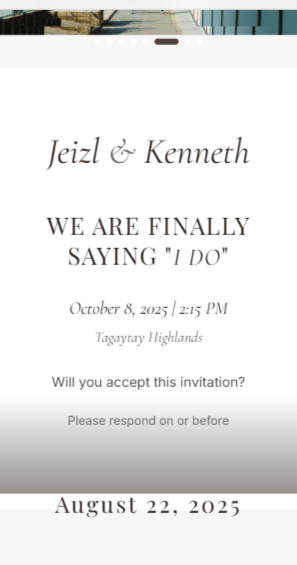 Jeizl & Kenneth
WE ARE FINALLY
SAYING "I DO"
October 8, 2025 | 2:15 PM
Tagaytay Highlands
Will you accept this invitation?
Please respond on or before
August 22, 2025